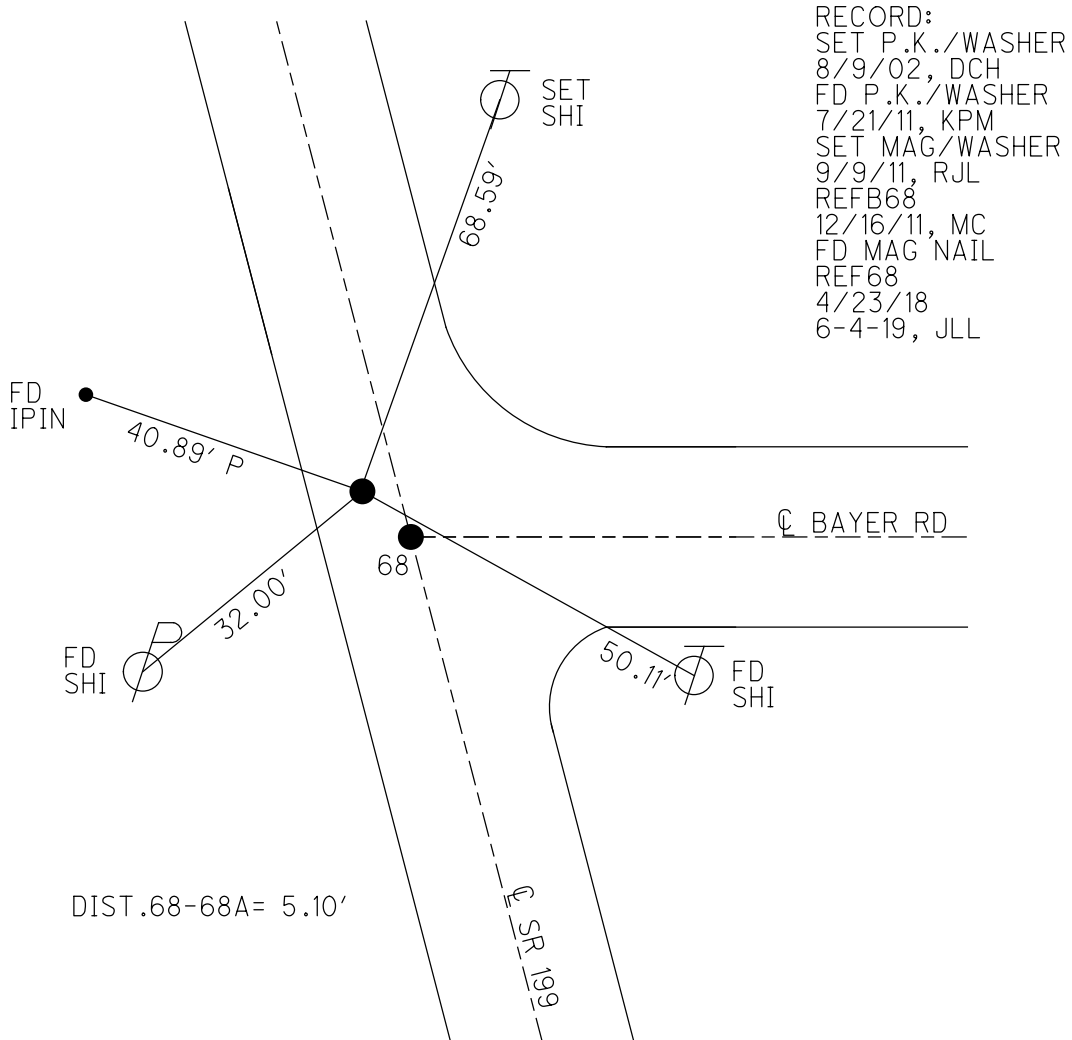 RECORD:
SET P.K./WASHER
8/9/02, DCH
FD P.K./WASHER
7/21/11, KPM
SET MAG/WASHER
9/9/11, RJL
REFB68
12/16/11, MC
FD MAG NAIL
REF68
4/23/18
6-4-19, JLL
SET
SHI
68.59'
FD
IPIN
40.89' P
℄ BAYER RD
68
32.00'
FD
SHI
50.11'
FD
SHI
DIST.68-68A= 5.10'
℄ SR 199